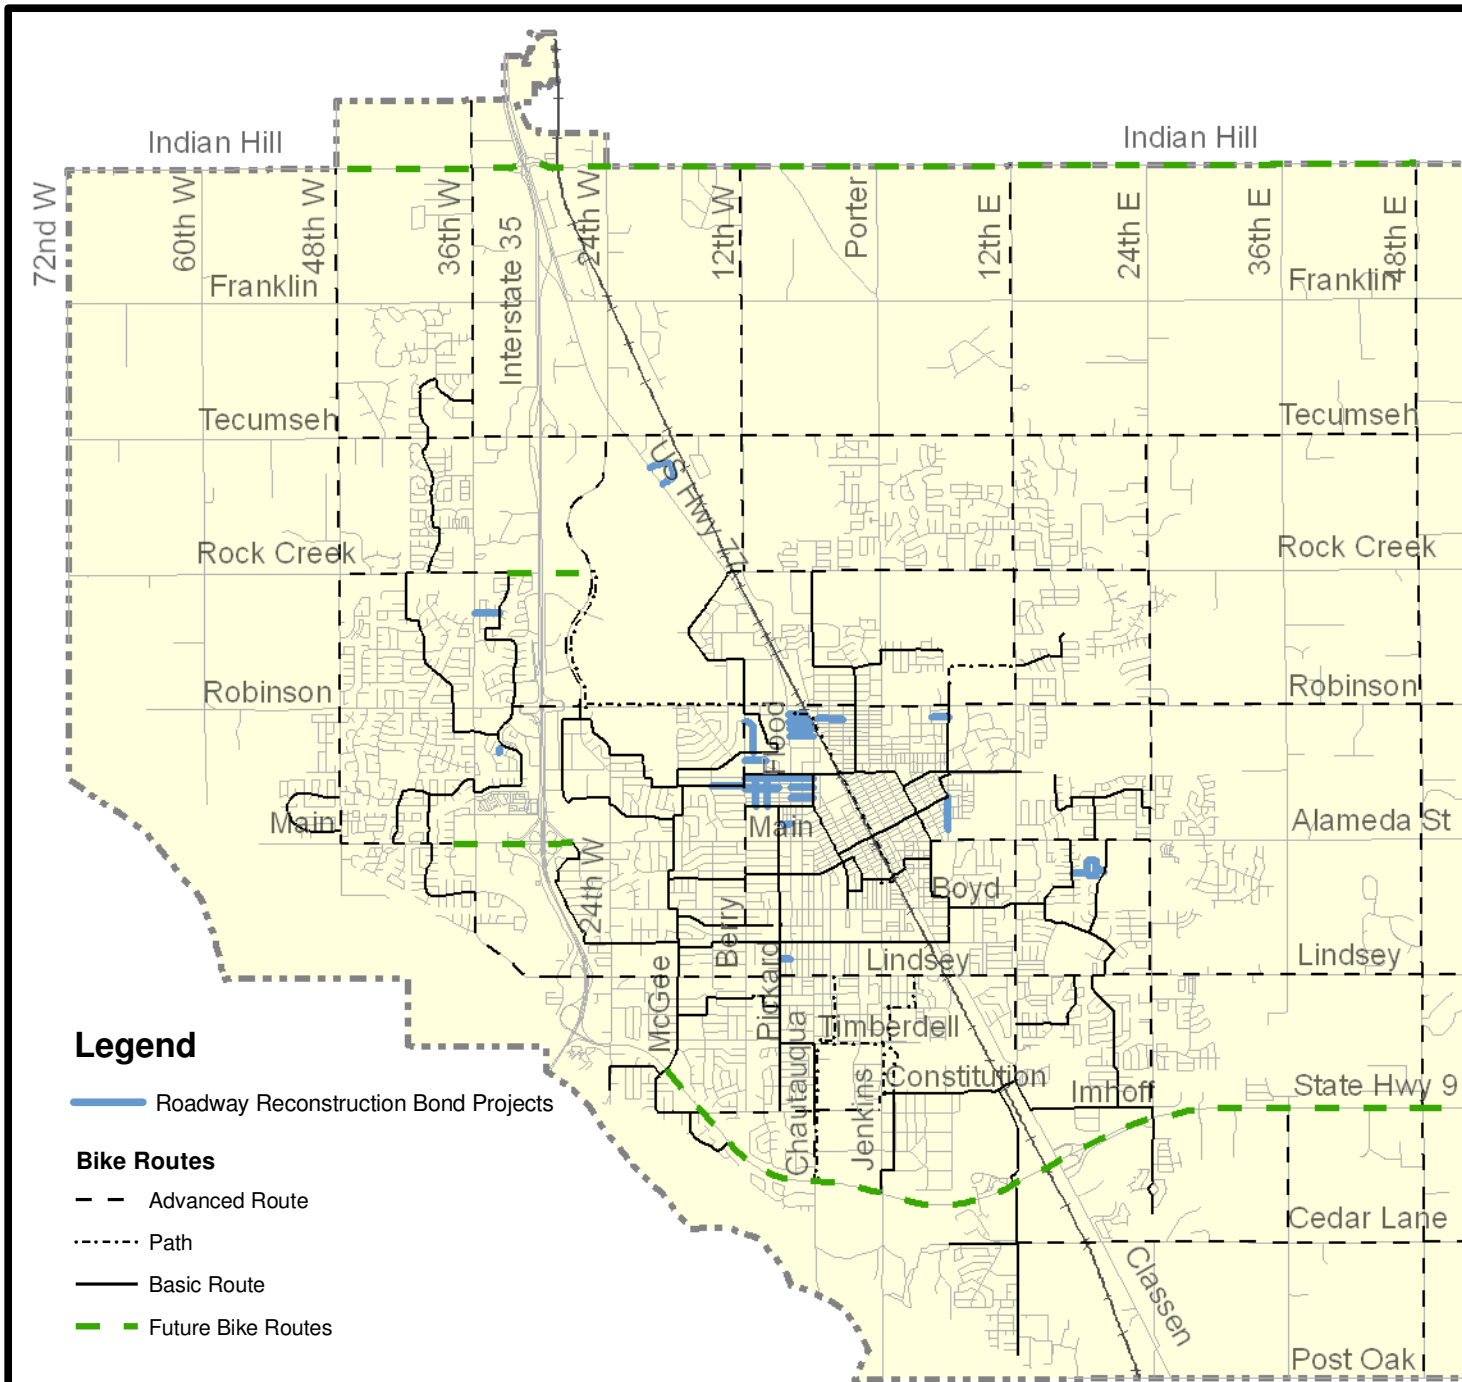 Indian Hill
Indian Hill
72nd W
60th W
48th W
36th W
Interstate 35
24th W
12th W
Porter
12th E
24th E
36th E
48th E
Franklin
Franklin
Tecumseh
Tecumseh
US Hwy 77
Rock Creek
Rock Creek
Robinson
Robinson
Flood
Main
Main
Alameda St
24th W
Berry
Boyd
McGee
Pickard
Lindsey
Lindsey
Chautauqua
Timberdell
Jenkins
Constitution
Imhoff
State Hwy 9
Cedar Lane
Classen
Post Oak
Legend
Roadway Reconstruction Bond Projects
Bike Routes
Advanced Route
Path
Basic Route
Future Bike Routes